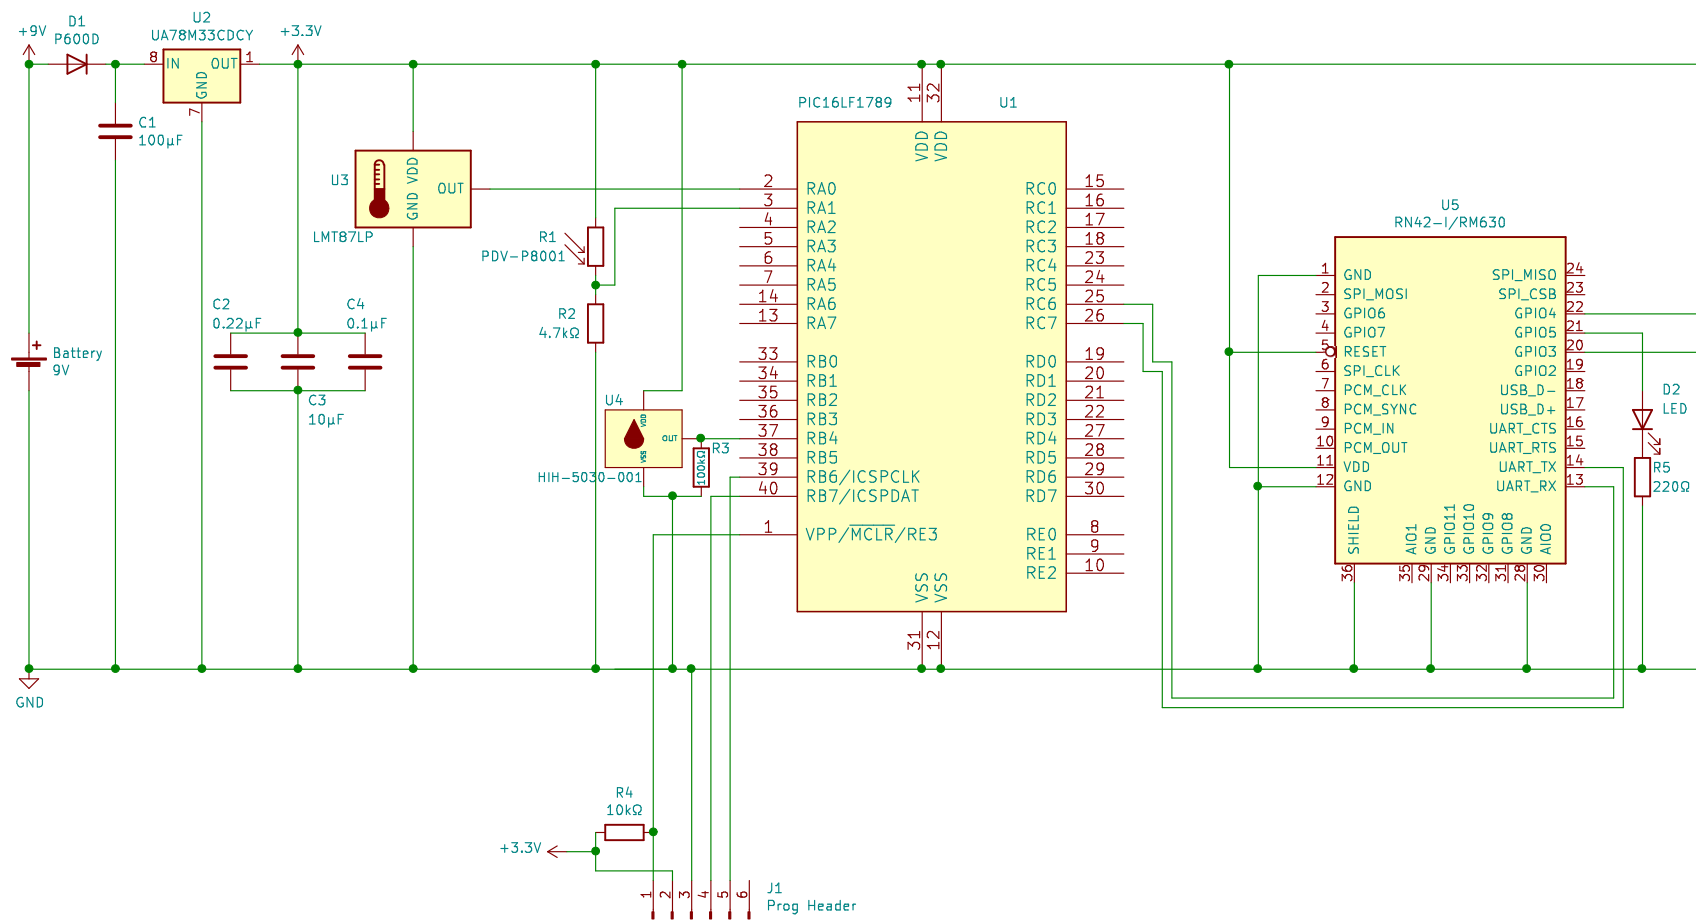 +9V
D1
P600D
U2
UA78M33CDCY
+3.3V
8
IN
OUT
1
GND
7
C1
100µF
U3
GND VDD
OUT
LMT87LP
C2
0.22µF
C4
0.1µF
C3
10µF
+
Battery
9V
GND
R1
PDV-P8001
R2
4.7kΩ
U4
VDD
OUT
VSS
HIH-5030-001
R3
100kΩ
PIC16LF1789
U1
11
32
VDD
VDD
2
RA0
3
RA1
4
RA2
5
RA3
6
RA4
7
RA5
14
RA6
13
RA7
33
RB0
34
RB1
35
RB2
36
RB3
37
RB4
38
RB5
39
RB6/ICSPCLK
40
RB7/ICSPDAT
1
VPP/MCLR/RE3
RC0
15
RC1
16
RC2
17
RC3
18
RC4
23
RC5
24
RC6
25
RC7
26
RD0
19
RD1
20
RD2
21
RD3
22
RD4
27
RD5
28
RD6
29
RD7
30
RE0
8
RE1
9
RE2
10
VSS
VSS
31
12
U5
RN42-I/RM630
1
GND
2
SPI_MOSI
3
GPIO6
4
GPIO7
5
RESET
6
SPI_CLK
7
PCM_CLK
8
PCM_SYNC
9
PCM_IN
10
PCM_OUT
11
VDD
12
GND
SPI_MISO
24
SPI_CSB
23
GPIO4
22
GPIO5
21
GPIO3
20
GPIO2
19
USB_D-
18
USB_D+
17
UART_CTS
16
UART_RTS
15
UART_TX
14
UART_RX
13
SHIELD
AIO1
GND
GPIO11
GPIO10
GPIO9
GPIO8
GND
AIO0
36
35
29
34
33
32
31
28
30
D2
LED
R5
220Ω
R4
10kΩ
+3.3V
1
2
3
4
5
6
J1
Prog Header